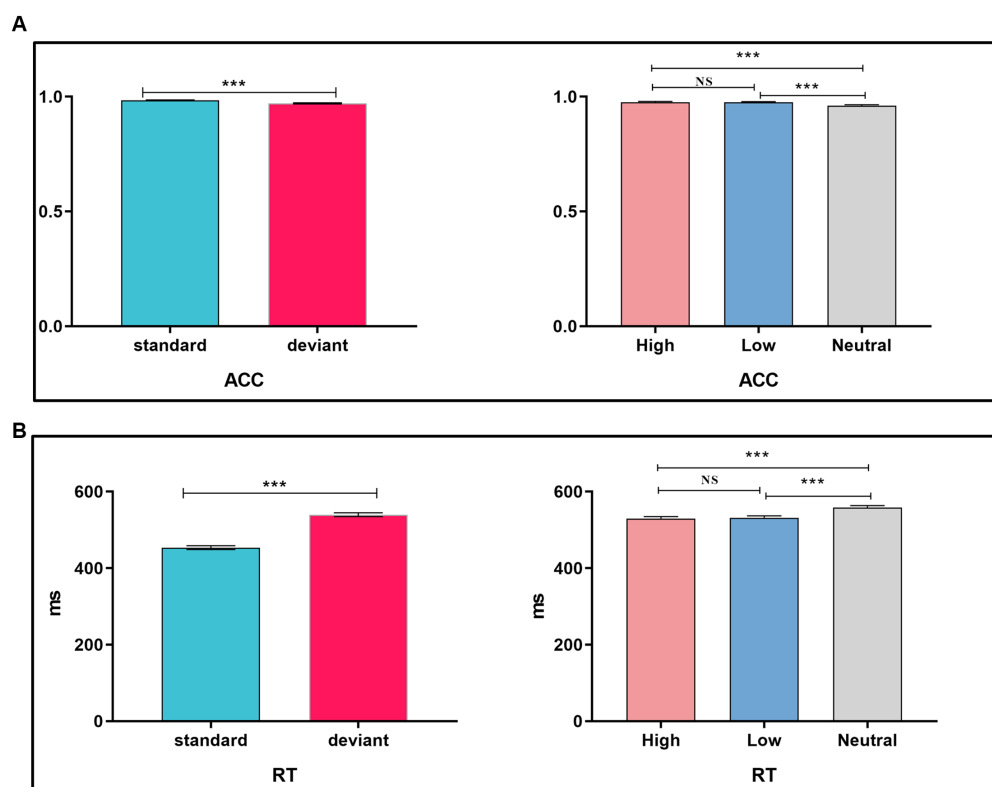 A
***
1.0
0.5
0.0
standard deviant
ACC
***
NS
***
1.0
0.5
0.0
High Low Neutral
ACC
B
***
600
400
200
0
ms
standard deviant
RT
***
NS
***
600
400
200
0
ms
High Low Neutral
RT